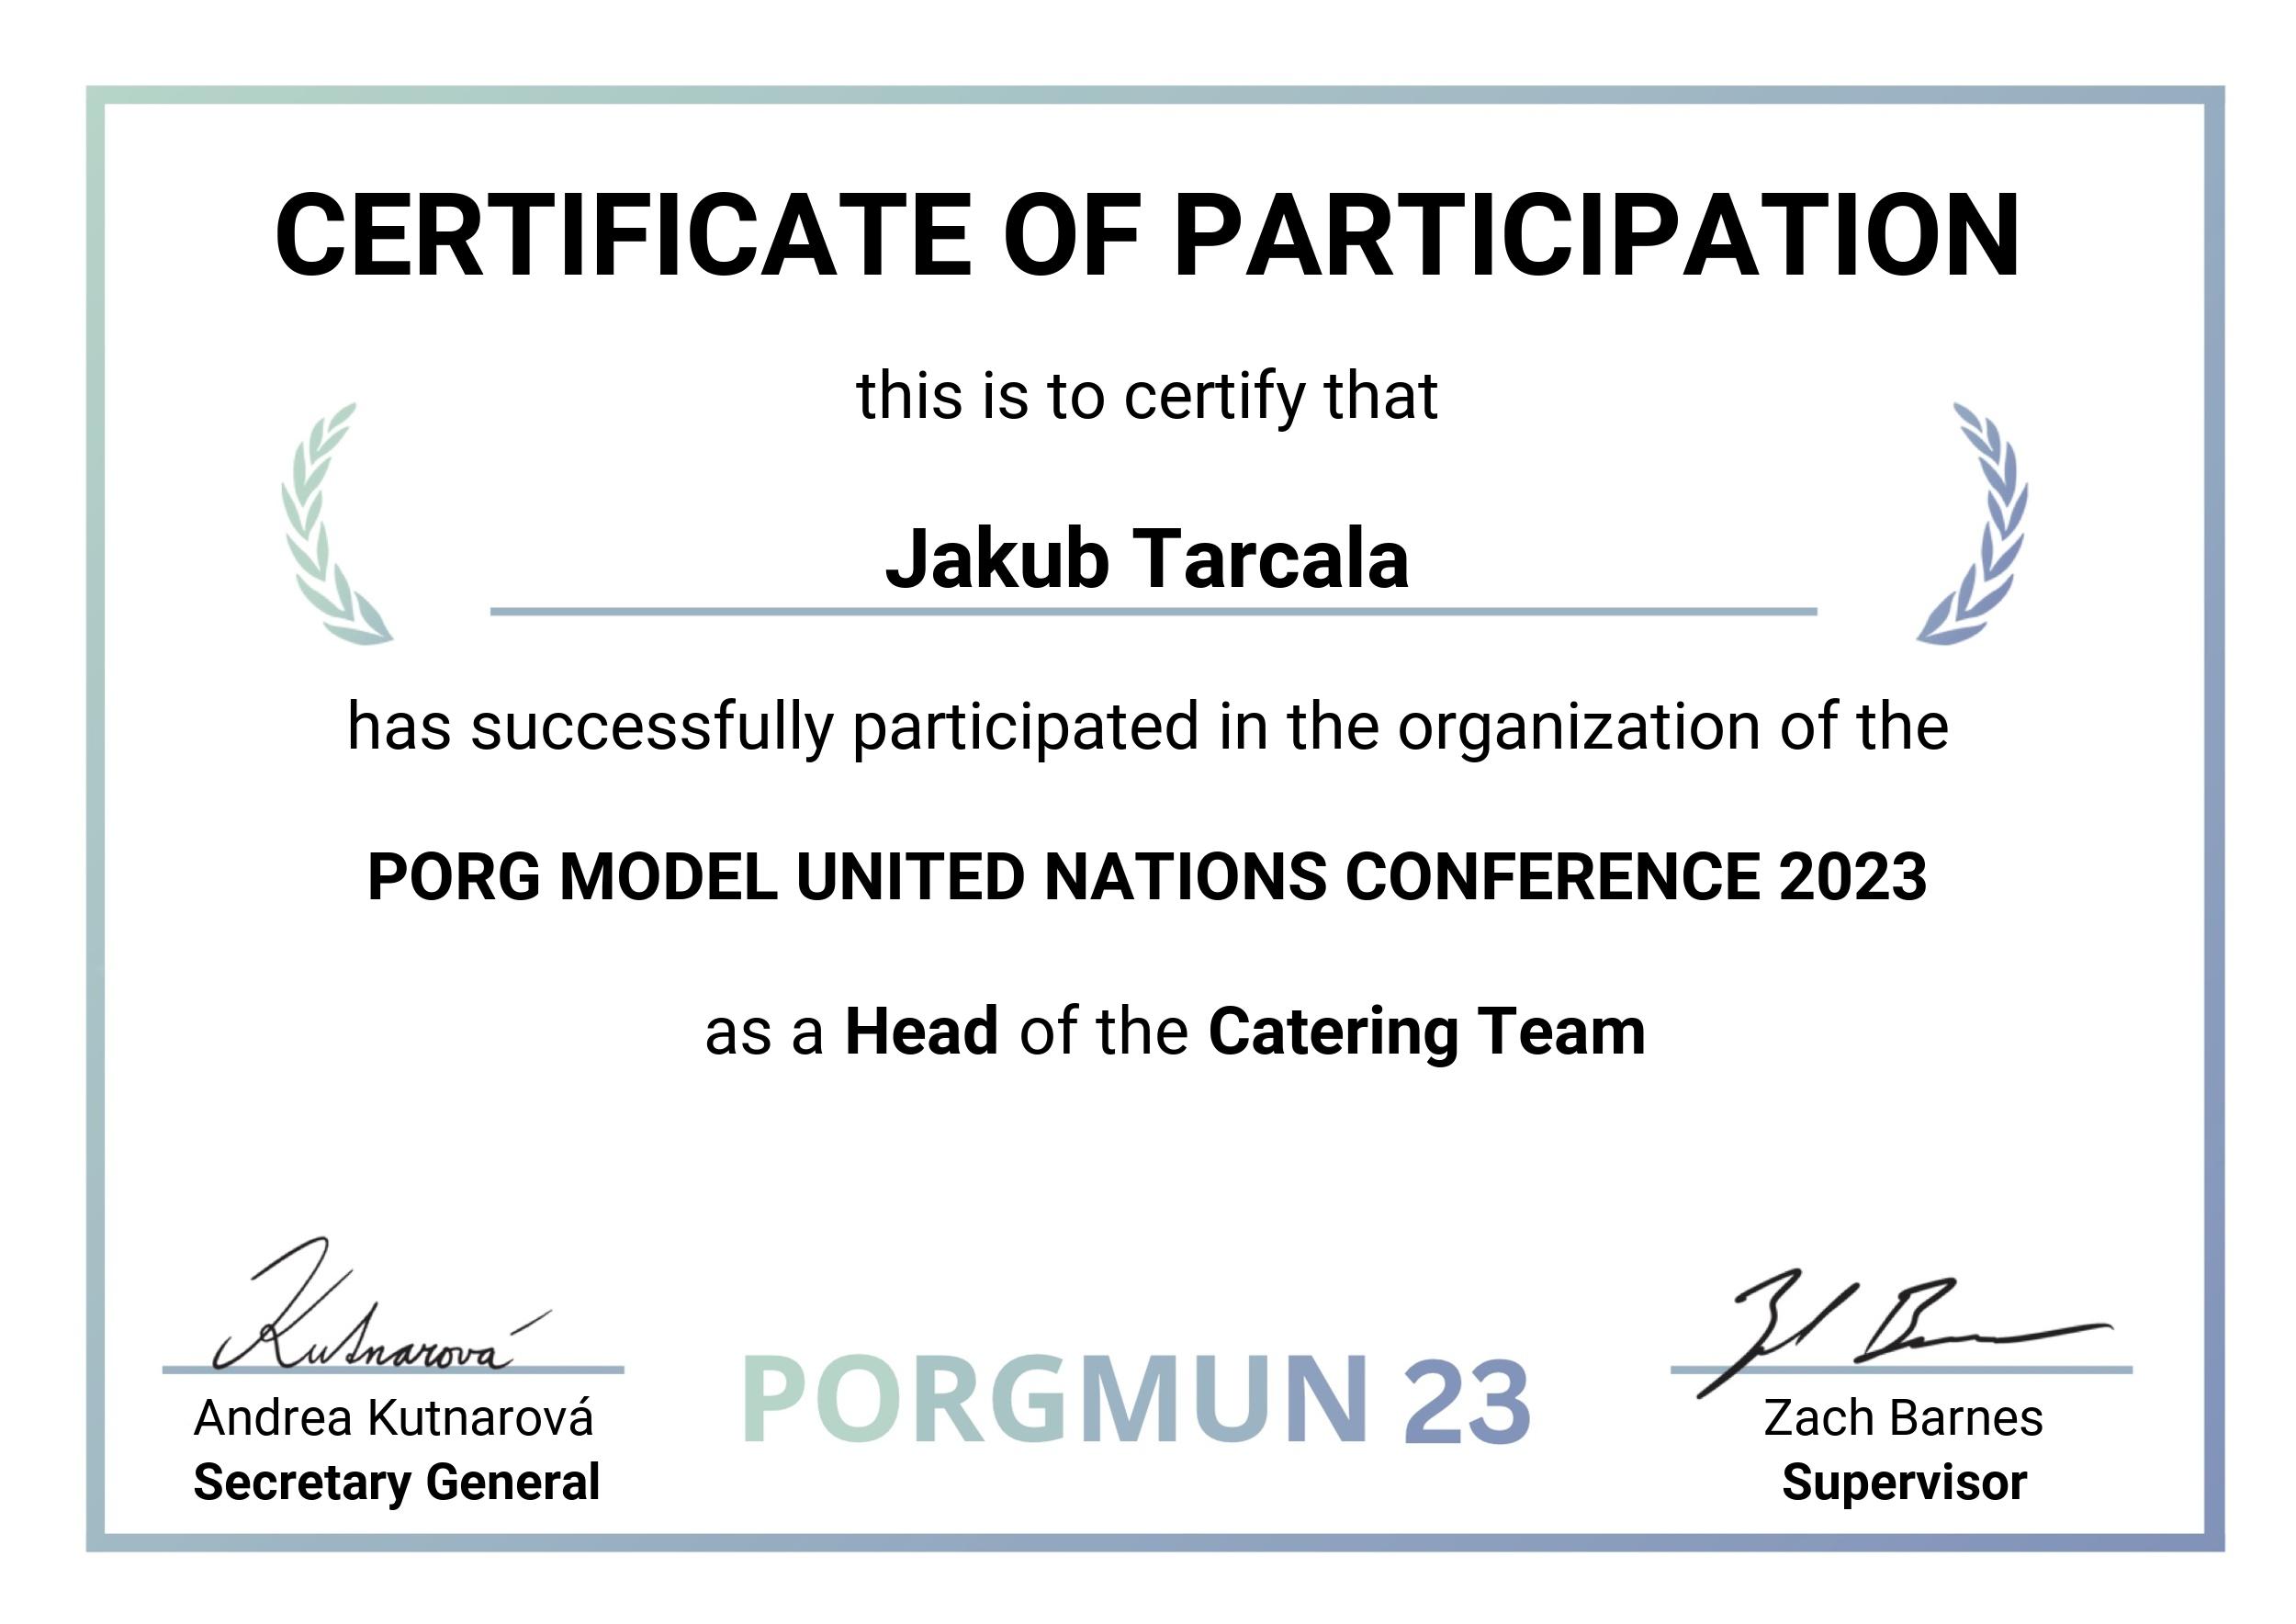 CERTIFICATE OF PARTICIPATION
this is to certify that
Jakub Tarcala
has successfully participated in the organization of the
PORG MODEL UNITED NATIONS CONFERENCE 2023
as a Head of the Catering Team
Kutnarová
Andrea Kutnarová
Secretary General
PORGMUN 23
Zach Barnes
Supervisor